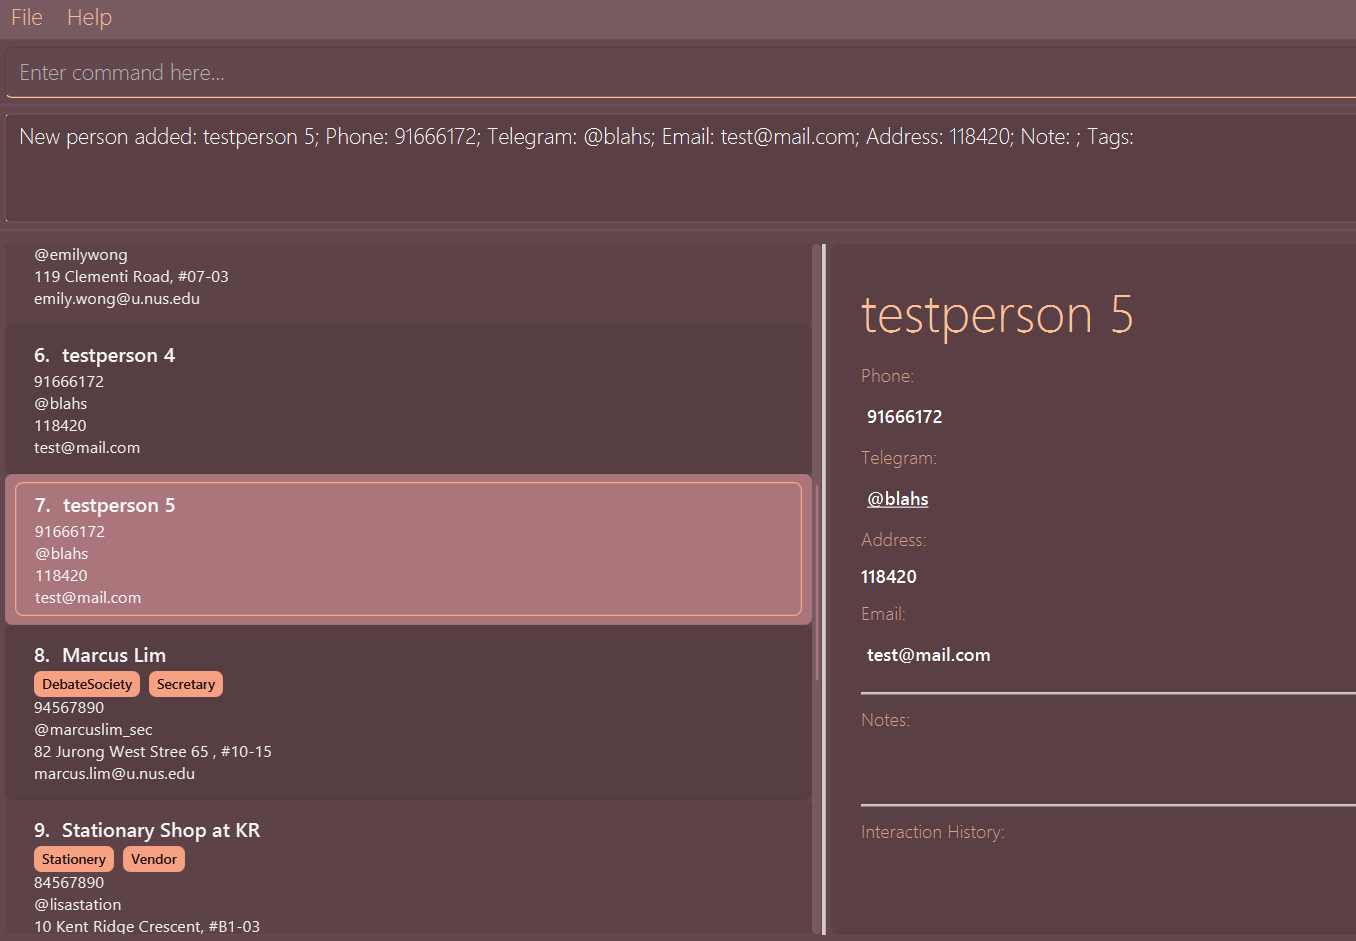 File Help
Enter command here...
New person added: testperson 5; Phone: 91666172; Telegram: @blahs; Email: test@mail.com; Address: 118420; Note: ; Tags:
@emilywong
119 Clementi Road, #07-03
emily.wong@u.nus.edu
6. testperson 4
91666172
@blahs
118420
test@mail.com
7. testperson 5
91666172
@blahs
118420
test@mail.com
8. Marcus Lim
DebateSociety Secretary
94567890
@marcuslim_sec
82 Jurong West Stree 65 , #10-15
marcus.lim@u.nus.edu
9. Stationary Shop at KR
Stationery Vendor
84567890
@lisastation
10 Kent Ridge Crescent, #B1-03
testperson 5
Phone:
91666172
Telegram:
@blahs
Address:
118420
Email:
test@mail.com
Notes:
Interaction History: